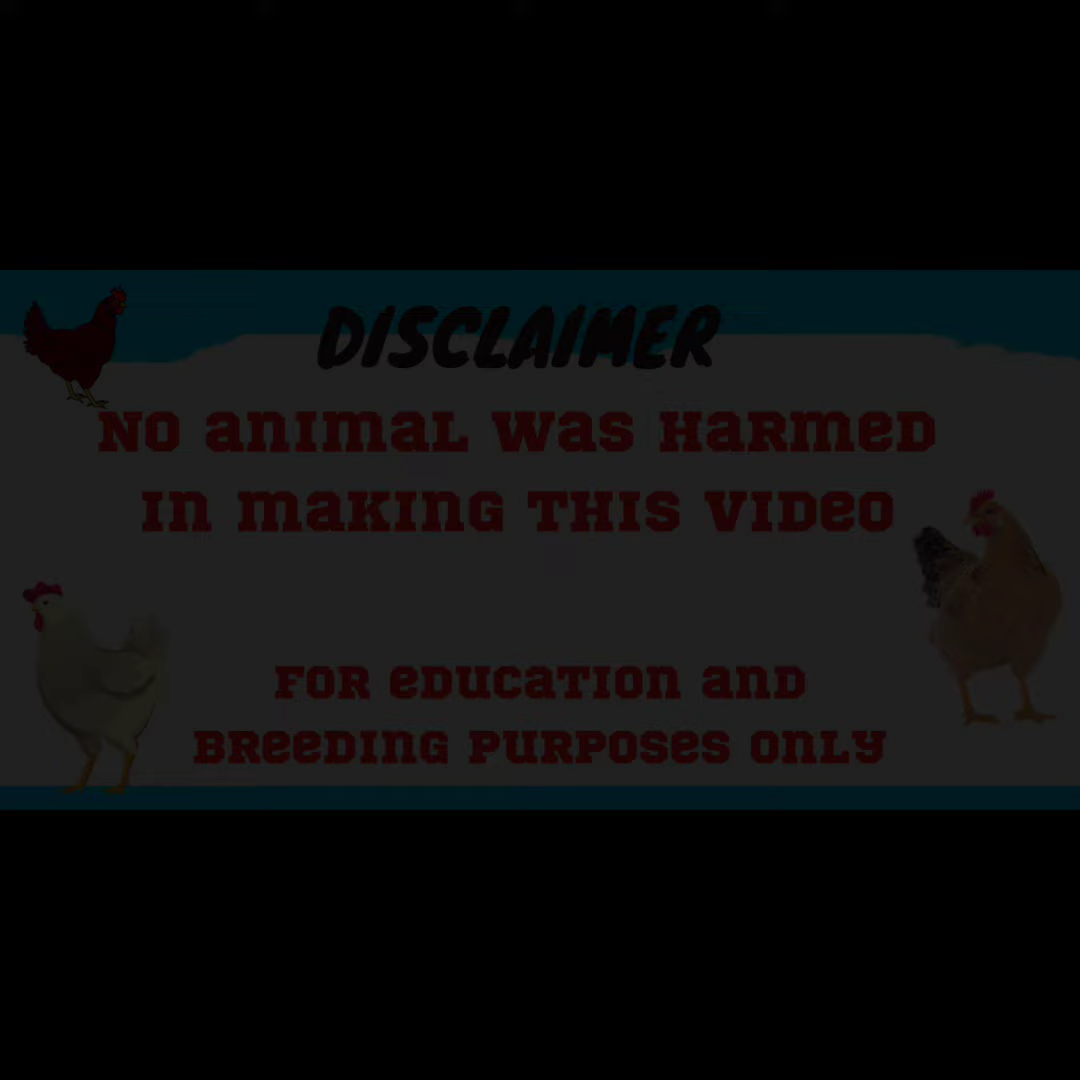 DISCLAIMER
NO aNIMaL Was HaRmeD
IN maKING THIS VIDeO
FOR eDUCaTION aND
BReeDING PURPOSes ONLY